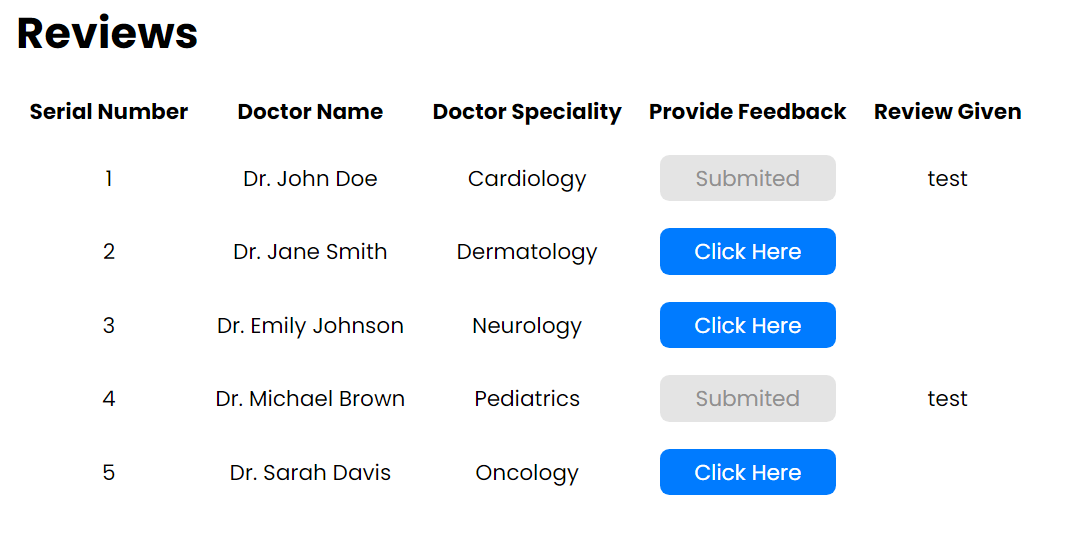 Reviews
Serial Number Doctor Name Doctor Speciality Provide Feedback Review Given
1 Dr. John Doe Cardiology Submited test
2 Dr. Jane Smith Dermatology Click Here
3 Dr. Emily Johnson Neurology Click Here
4 Dr. Michael Brown Pediatrics Submited test
5 Dr. Sarah Davis Oncology Click Here